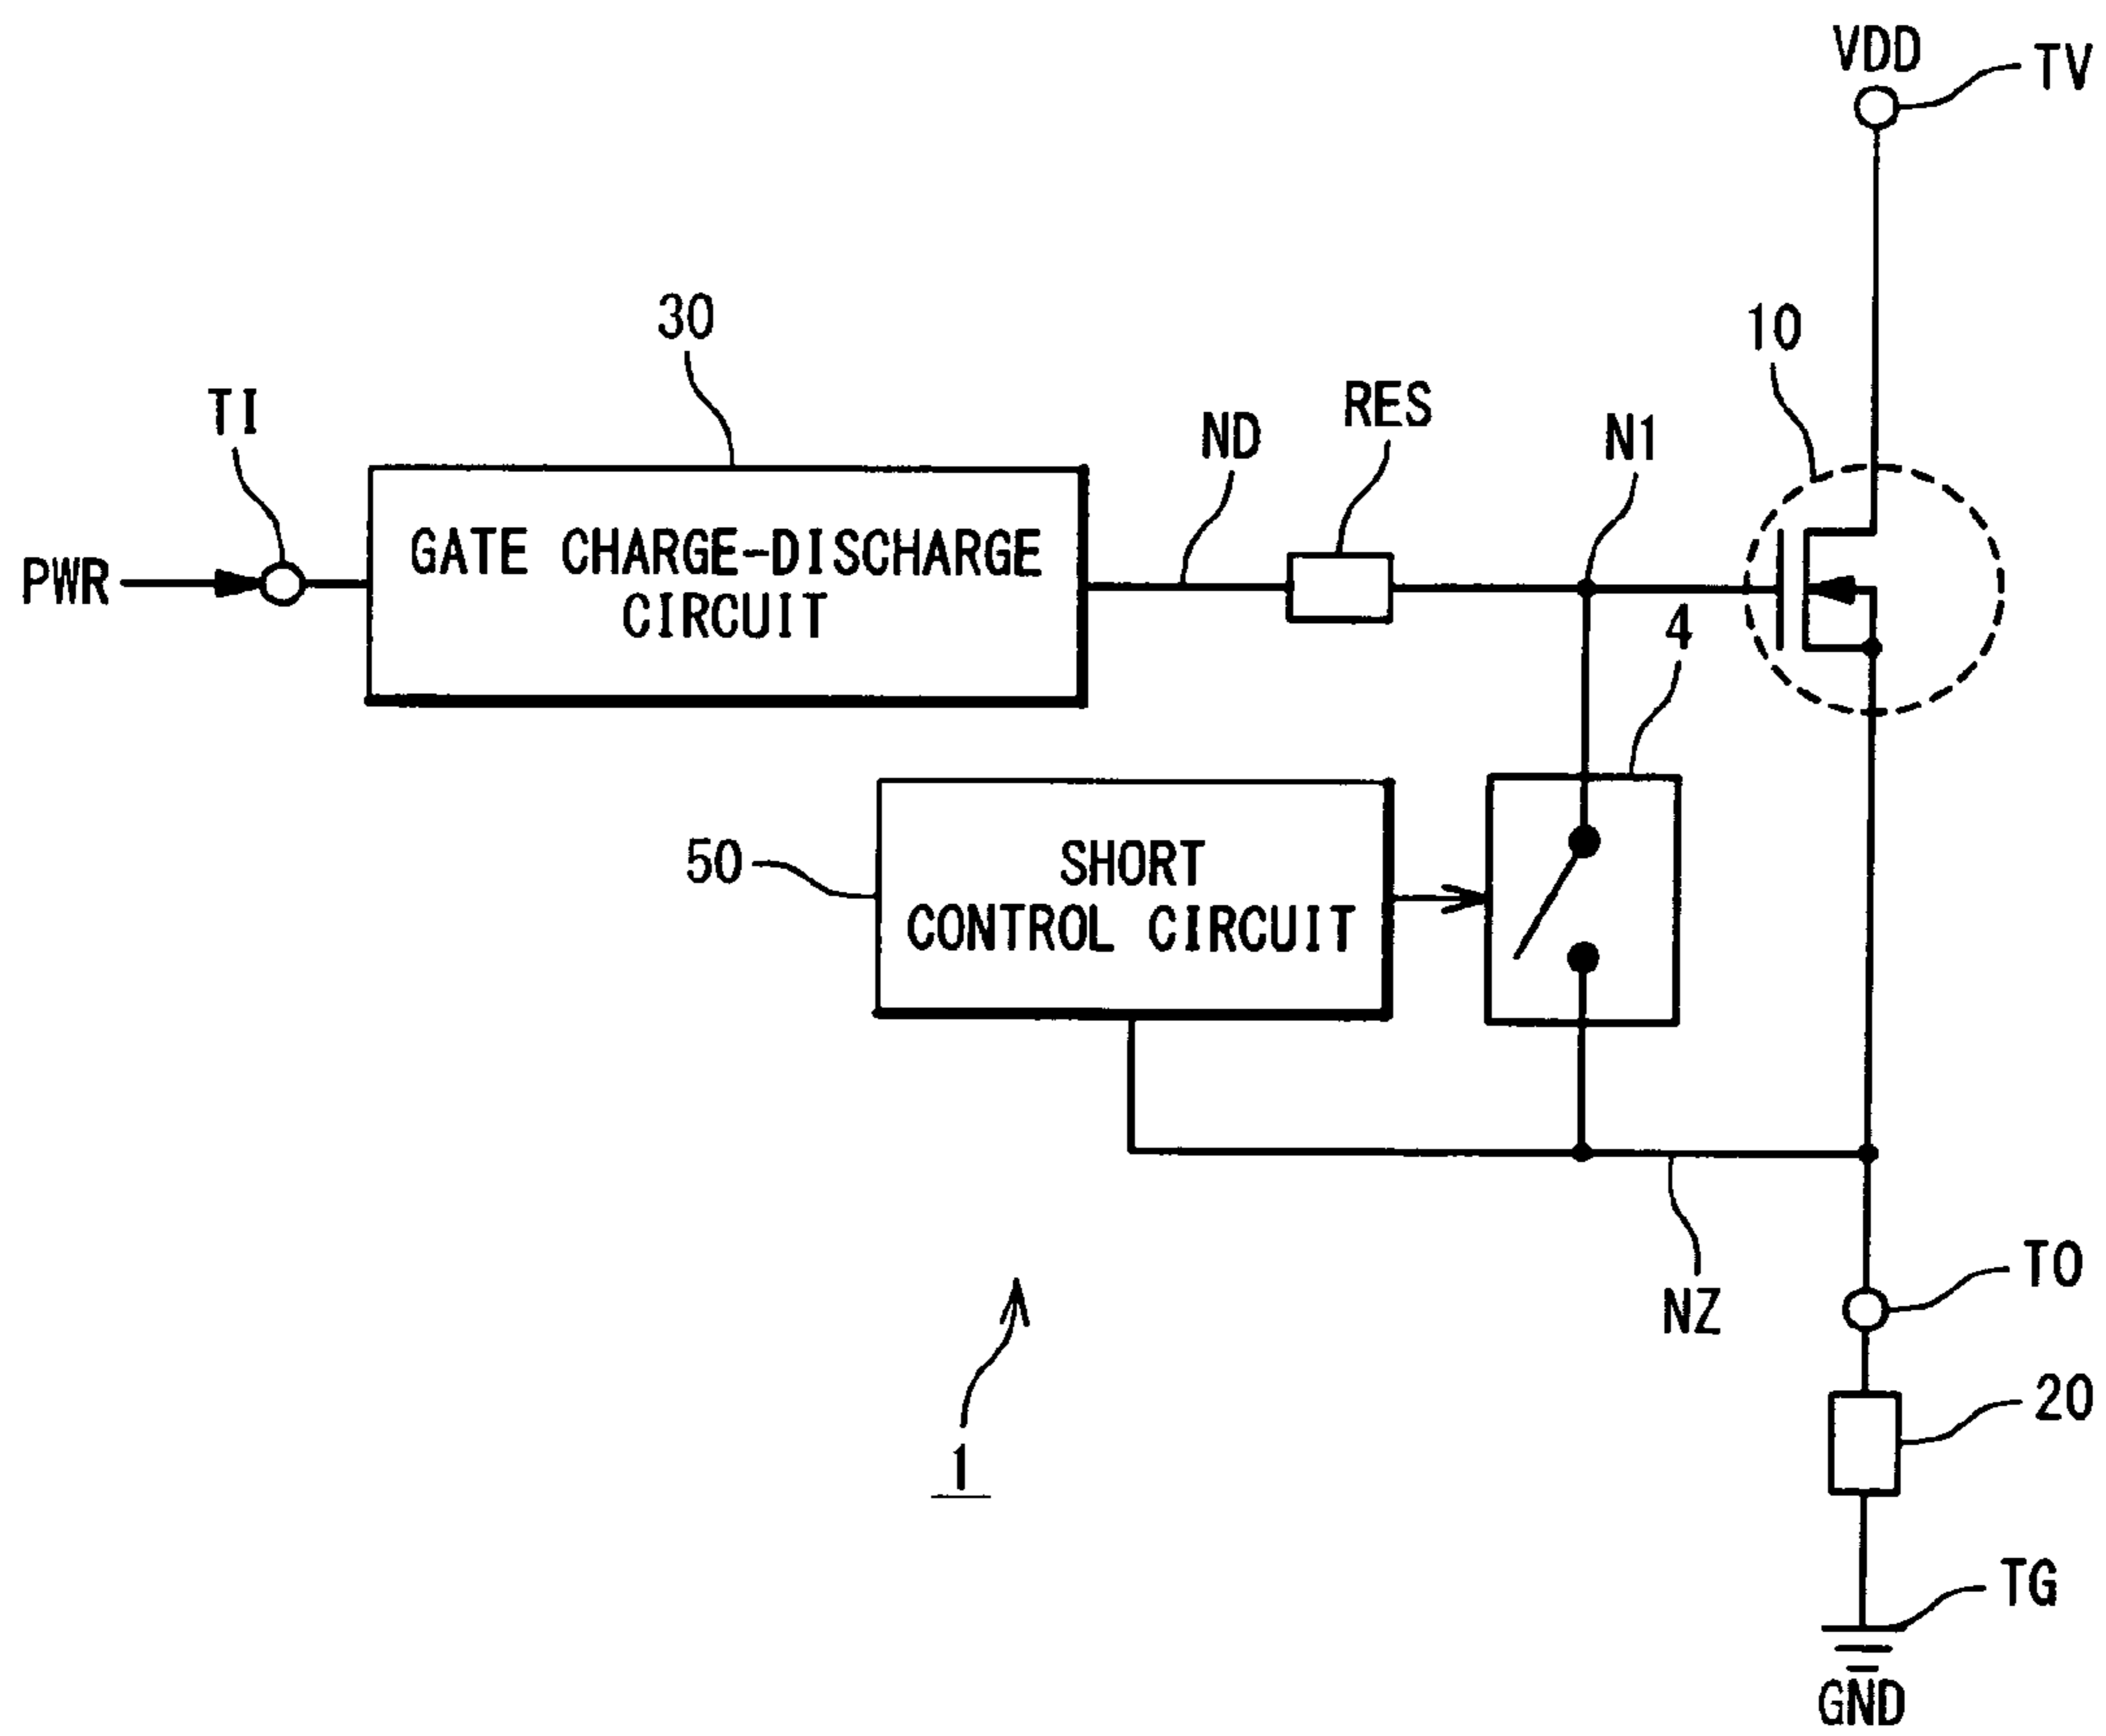 VDD
TV
30
10
TI
RES
ND
N1
PWR
GATE CHARGE-DISCHARGE
CIRCUIT
4
50
SHORT
CONTROL CIRCUIT
TO
NZ
20
1
TG
GND